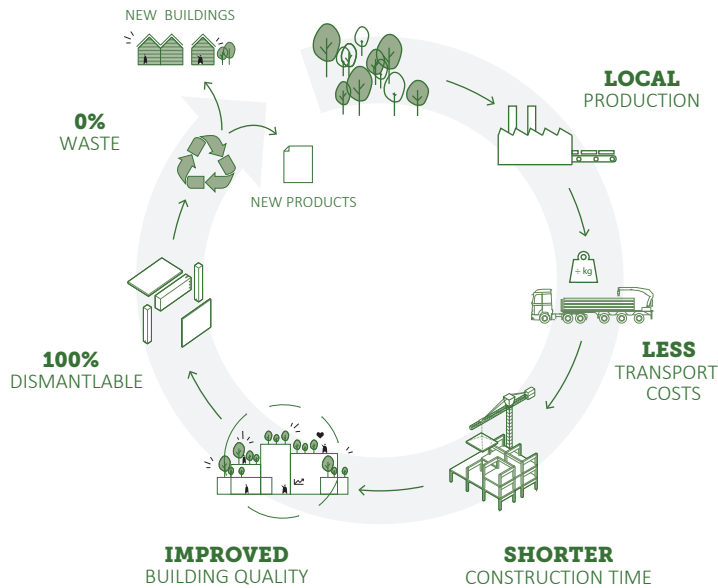 NEW BUILDINGS
LOCAL
PRODUCTION
0%
WASTE
NEW PRODUCTS
÷ kg
100%
DISMANTLABLE
LESS
TRANSPORT
COSTS
IMPROVED
BUILDING QUALITY
SHORTER
CONSTRUCTION TIME